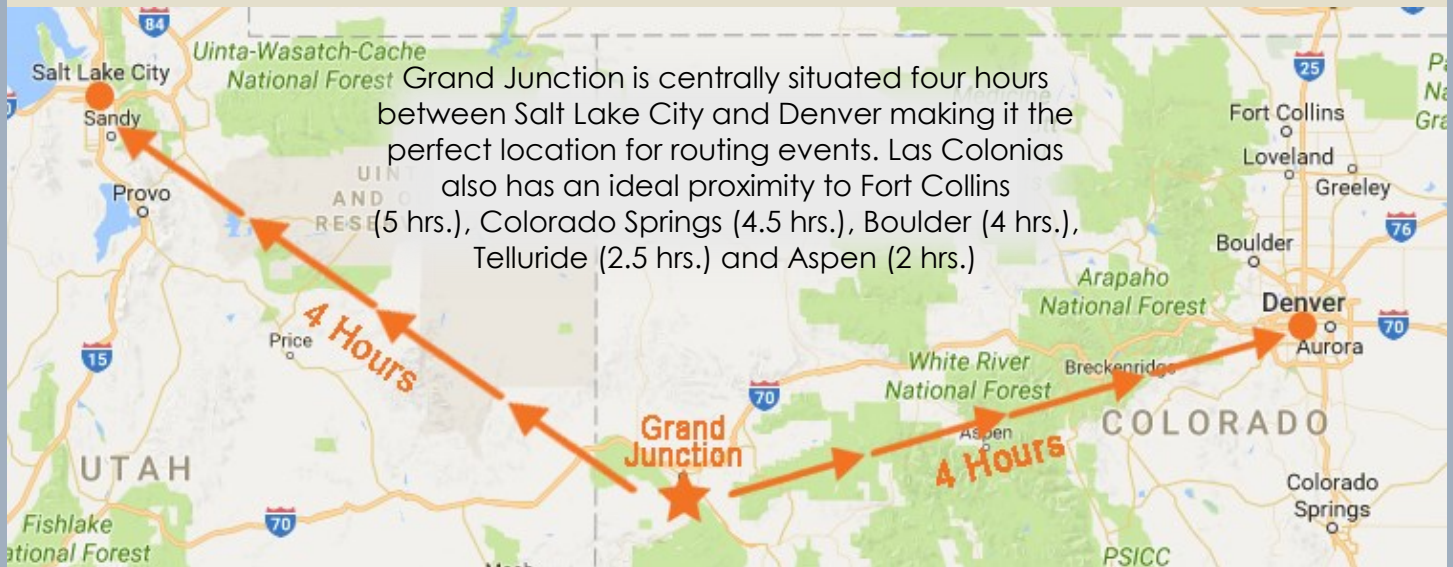 84
Uinta-Wasatch-Cache
National Forest
Salt Lake City
Sandy
Grand Junction is centrally situated four hours
between Salt Lake City and Denver making it the
perfect location for routing events. Las Colonias
also has an ideal proximity to Fort Collins
(5 hrs.), Colorado Springs (4.5 hrs.), Boulder (4 hrs.),
Telluride (2.5 hrs.) and Aspen (2 hrs.)
25
Fort Collins
Loveland
Greeley
Provo
76
Boulder
Arapaho
National Forest
Denver
70
Aurora
4 Hours
Price
15
White River
National Forest
Breckenridge
70
Grand
Junction
Aspen
4 Hours
COLORADO
UTAH
Colorado
Springs
70
Fishlake
PSICC